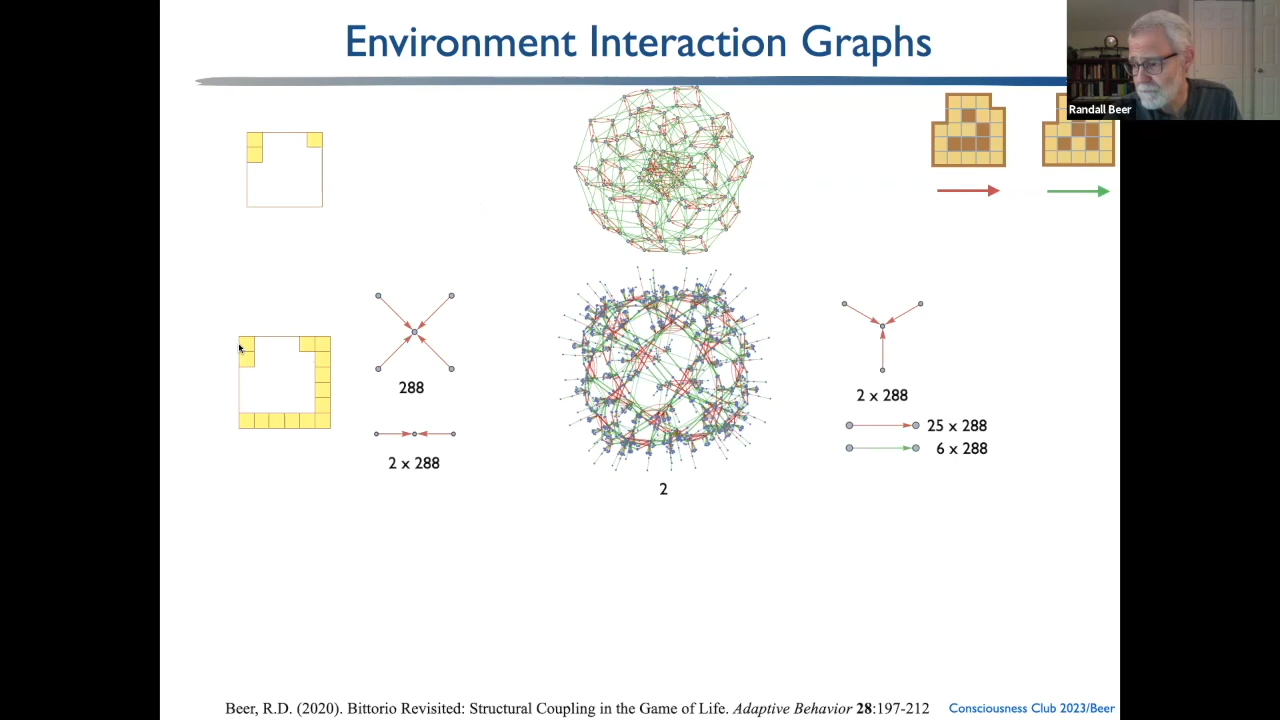 Environment Interaction Graphs
Randall Beer
288
2 x 288
2
2 x 288
25 x 288
6 x 288
Beer, R.D. (2020). Bittorio Revisited: Structural Coupling in the Game of Life. Adaptive Behavior 28:197-212
Consciousness Club 2023/Beer